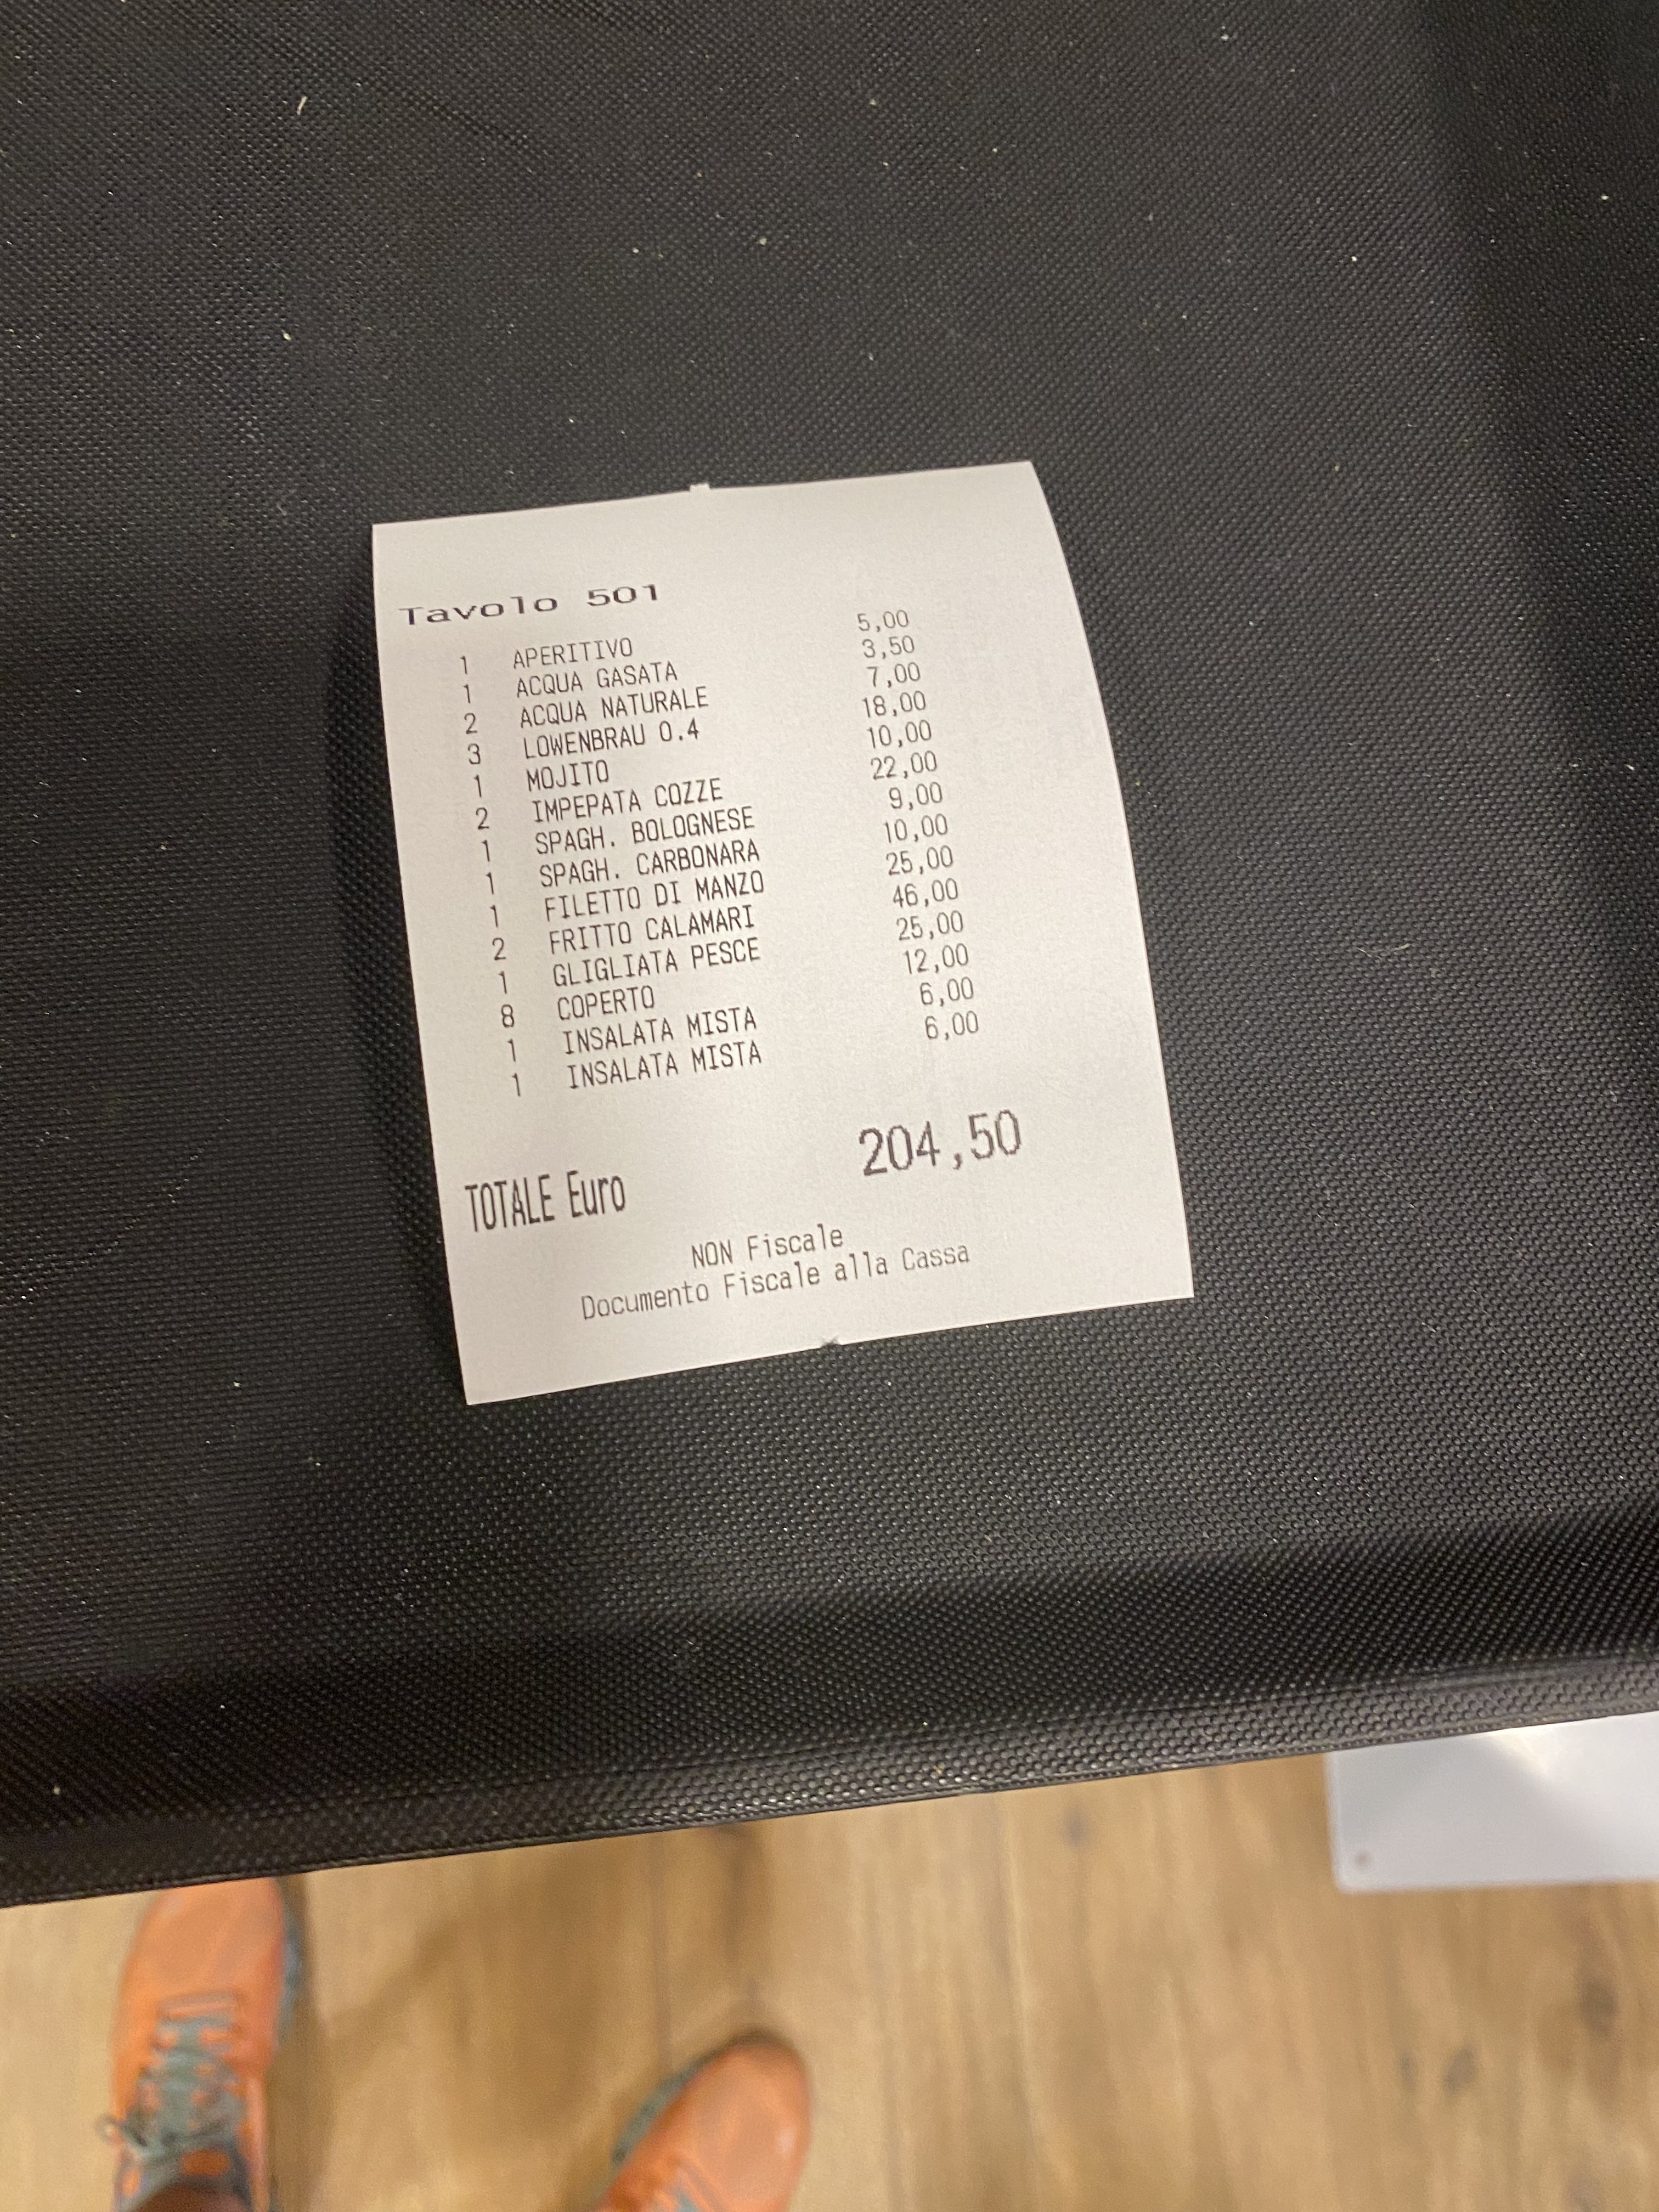 Tavolo 501
1 APERITIVO 5,00
1 ACQUA GASATA 3,50
2 ACQUA NATURALE 7,00
3 LOWENBRAU 0.4 18,00
1 MOJITO 10,00
2 IMPEPATA COZZE 22,00
1 SPAGH. BOLOGNESE 9,00
1 SPAGH. CARBONARA 10,00
1 FILETTO DI MANZO 25,00
2 FRITTO CALAMARI 46,00
1 GLIGLIATA PESCE 25,00
8 COPERTO 12,00
1 INSALATA MISTA 6,00
1 INSALATA MISTA 6,00
TOTALE Euro 204,50
NON Fiscale
Documento Fiscale alla Cassa